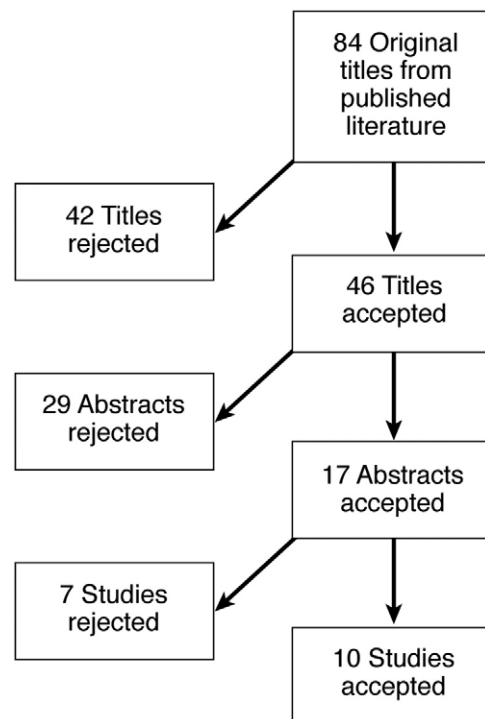 84 Original
titles from
published
literature
42 Titles
rejected
46 Titles
accepted
29 Abstracts
rejected
17 Abstracts
accepted
7 Studies
rejected
10 Studies
accepted